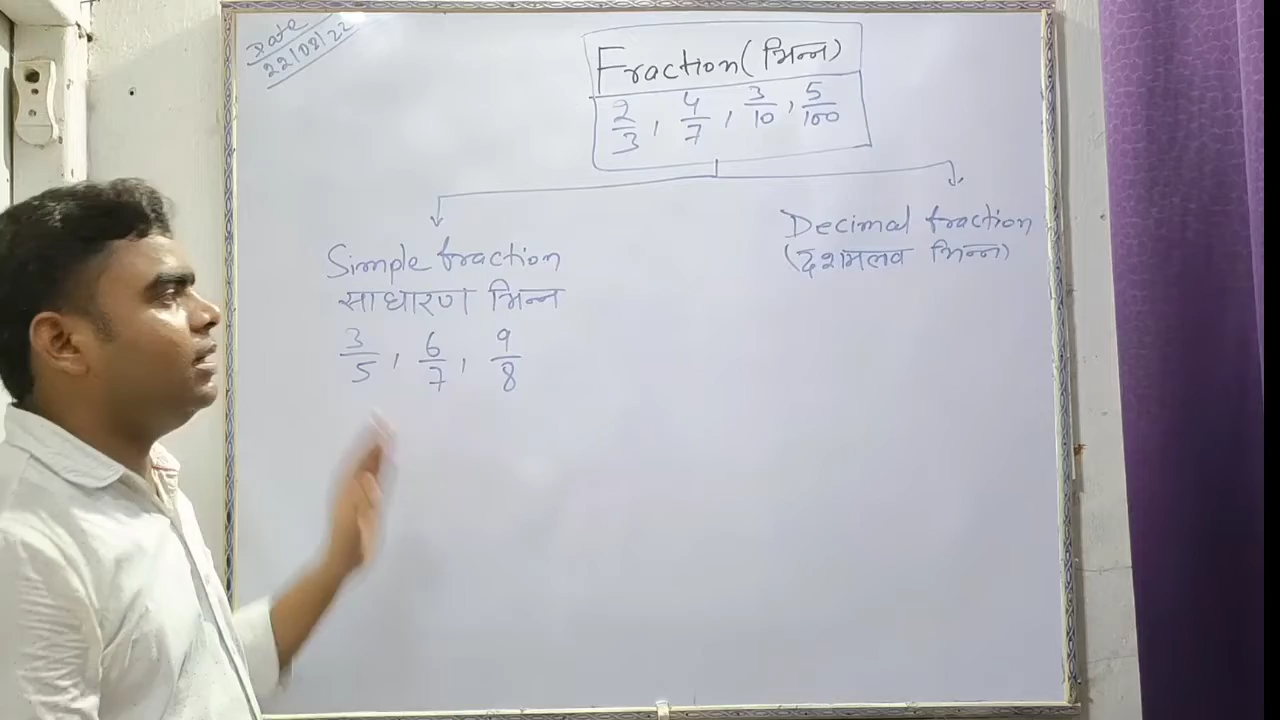 Date
22/08/22
Fraction (भिन्न)
2/3, 4/7, 3/10, 5/100
Simple fraction
साधारण भिन्न
3/5, 6/7, 9/8
Decimal fraction
(दशमलव भिन्न)